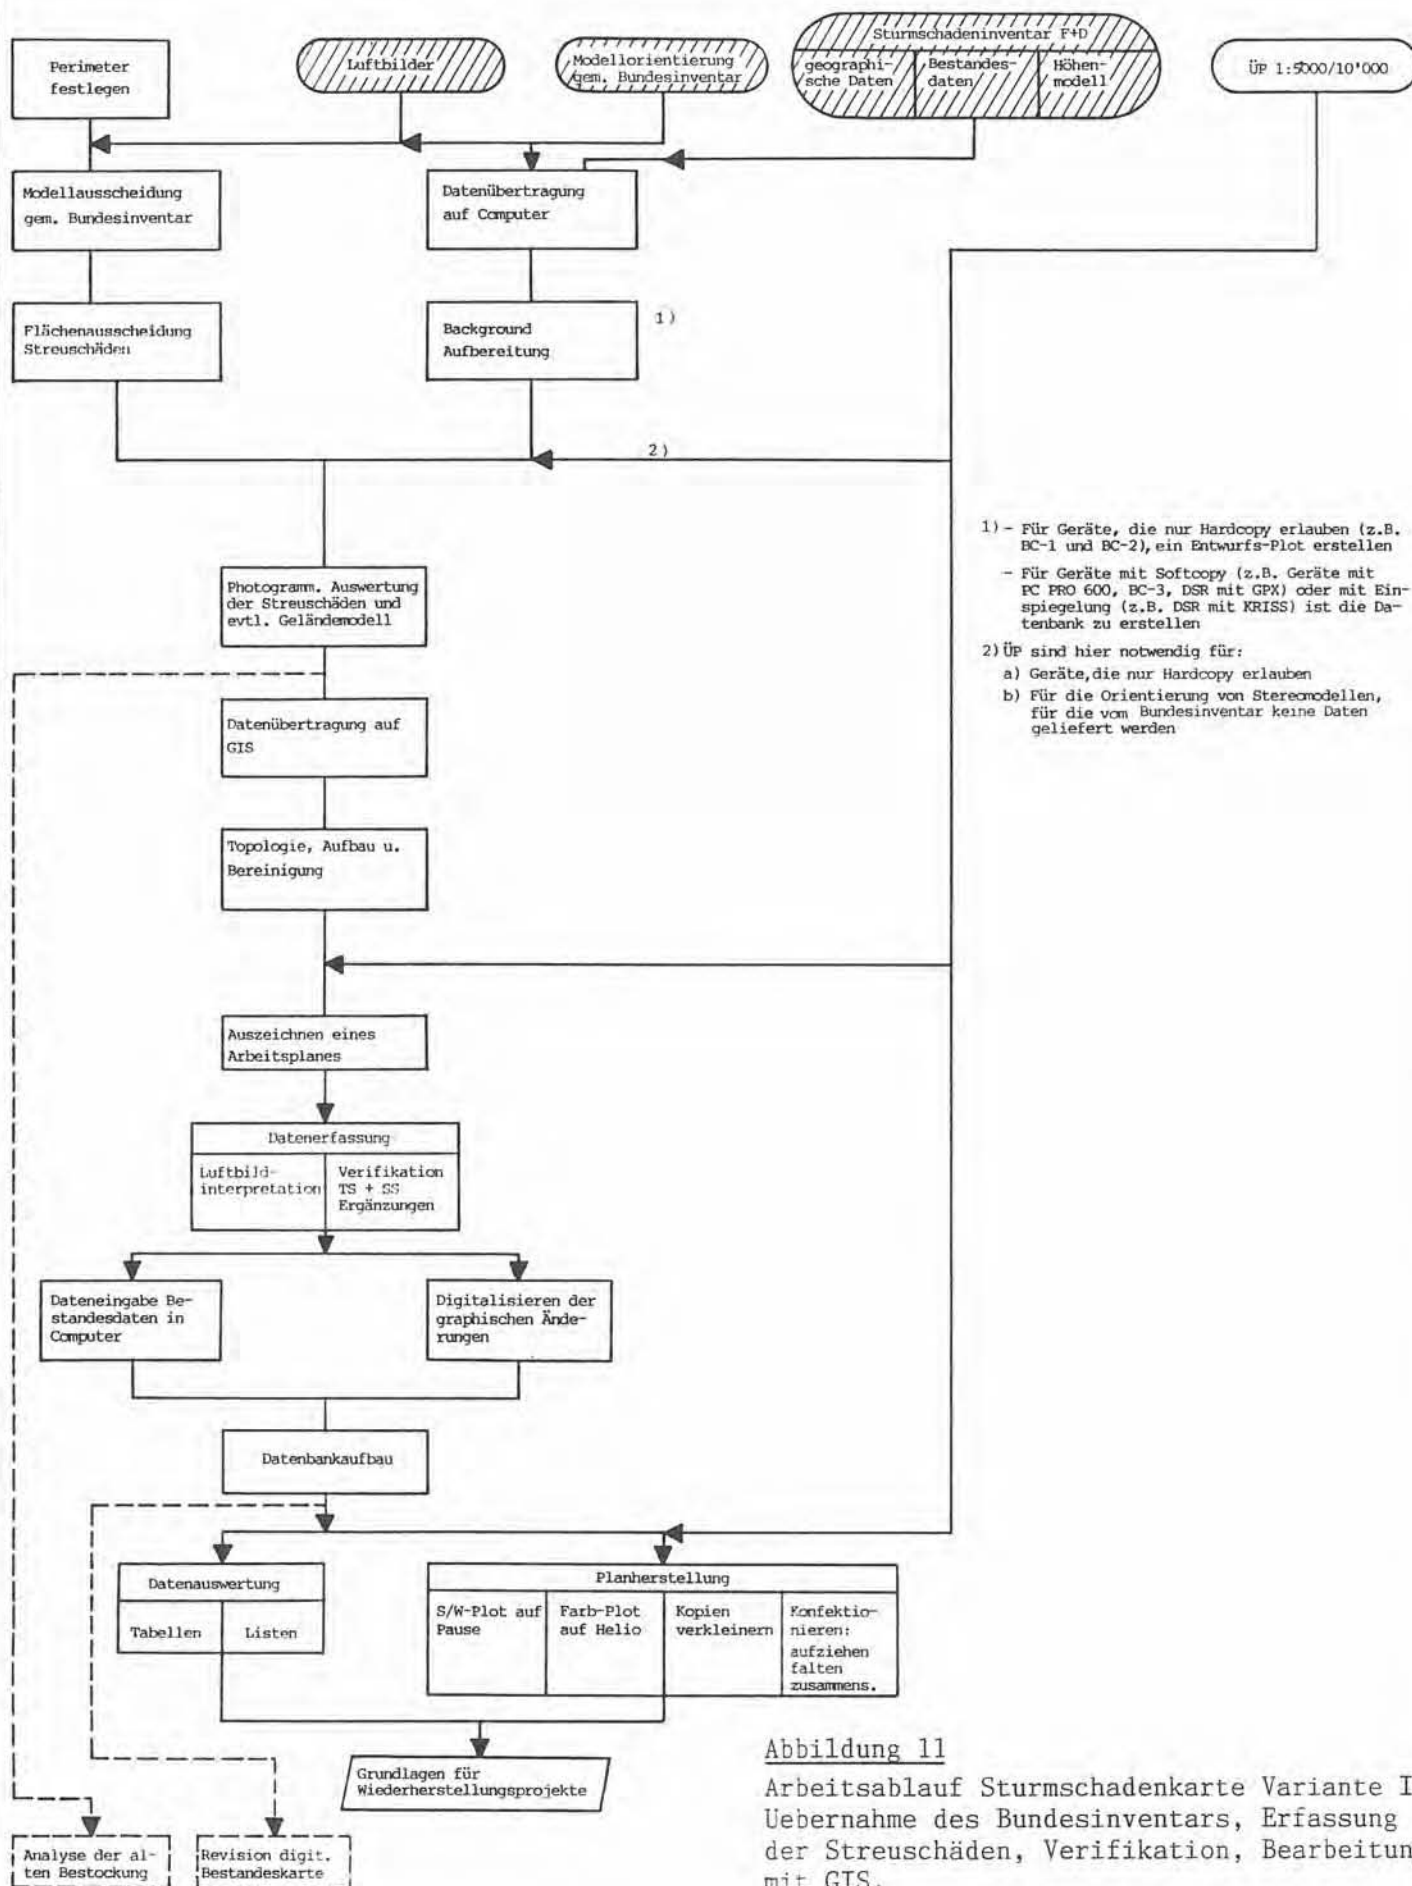 Perimeter
festlegen
Luftbilder
Modellorientierung
gem. Bundesinventar
Sturmschadeninventar F+D
geographi-
sche Daten
Bestandes-
daten
Höhen-
modell
ÜP 1:5000/10'000
Modellausscheidung
gem. Bundesinventar
Datenübertragung
auf Computer
Flächenausscheidung
Streuschäden
Background
Aufbereitung
1)
2)
1) - Für Geräte, die nur Hardcopy erlauben (z.B.
BC-1 und BC-2), ein Entwurfs-Plot erstellen
- Für Geräte mit Softcopy (z.B. Geräte mit
PC PRO 600, BC-3, DSR mit GPX) oder mit Ein-
spiegelung (z.B. DSR mit KRISS) ist die Da-
tenbank zu erstellen
2) ÜP sind hier notwendig für:
a) Geräte, die nur Hardcopy erlauben
b) Für die Orientierung von Stereomodellen,
für die vom Bundesinventar keine Daten
geliefert werden
Photogramm. Auswertung
der Streuschäden und
evtl. Geländemodell
Datenübertragung auf
GIS
Topologie, Aufbau u.
Bereinigung
Auszeichnen eines
Arbeitsplanes
Datenerfassung
Luftbild-
interpretation
Verifikation
TS + SS
Ergänzungen
Dateneingabe Be-
standesdaten in
Computer
Digitalisieren der
graphischen Ände-
rungen
Datenbankaufbau
Datenauswertung
Tabellen
Listen
Planherstellung
S/W-Plot auf
Pause
Farb-Plot
auf Helio
Kopien
verkleinern
Konfektio-
nieren:
aufziehen
falten
zusammens.
Grundlagen für
Wiederherstellungsprojekte
Analyse der al-
ten Bestockung
Revision digit.
Bestandeskarte
Abbildung 11
Arbeitsablauf Sturmschadenkarte Variante I
Uebernahme des Bundesinventars, Erfassung
der Streuschäden, Verifikation, Bearbeitun
mit GIS.